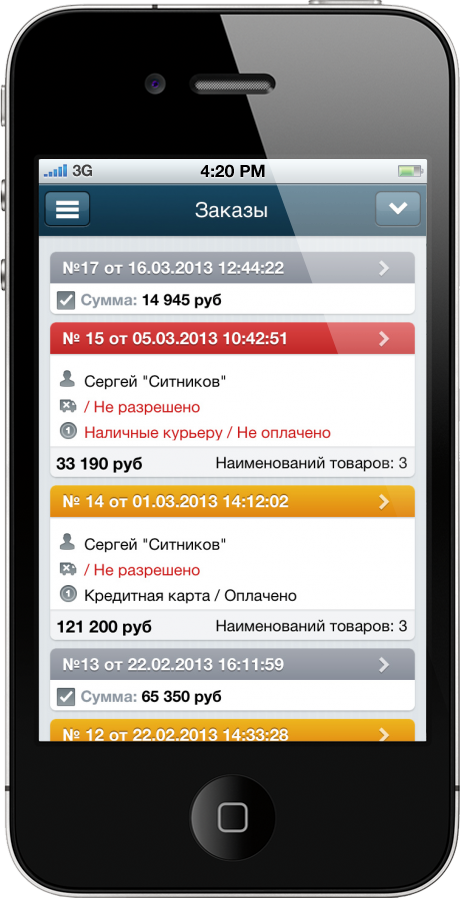 3G 4:20 PM
Заказы
№17 от 16.03.2013 12:44:22
Сумма: 14 945 руб
№ 15 от 05.03.2013 10:42:51
Сергей "Ситников"
/ Не разрешено
1 Наличные курьеру / Не оплачено
33 190 руб Наименований товаров: 3
№ 14 от 01.03.2013 14:12:02
Сергей "Ситников"
/ Не разрешено
1 Кредитная карта / Оплачено
121 200 руб Наименований товаров: 3
№13 от 22.02.2013 16:11:59
Сумма: 65 350 руб
№ 12 от 22.02.2013 14:33:28